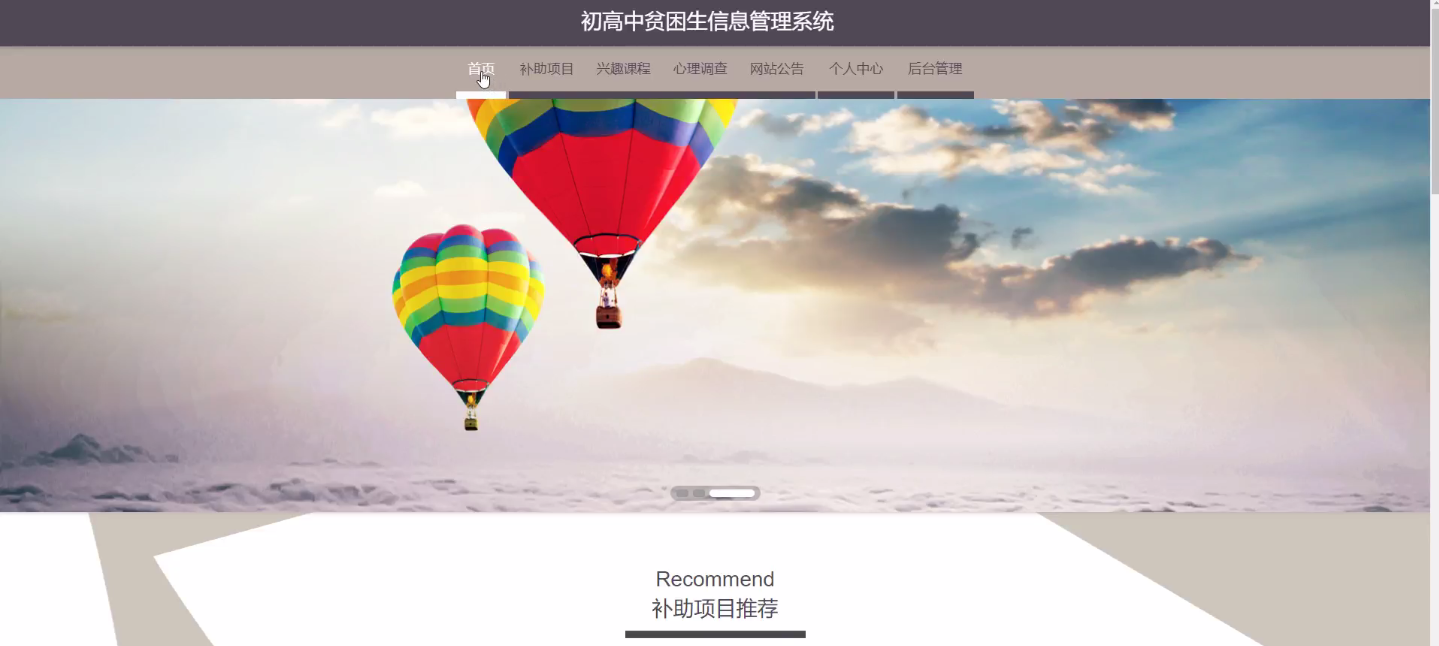 初高中贫困生信息管理系统
首页 补助项目 兴趣课程 心理调查 网站公告 个人中心 后台管理
Recommend
补助项目推荐